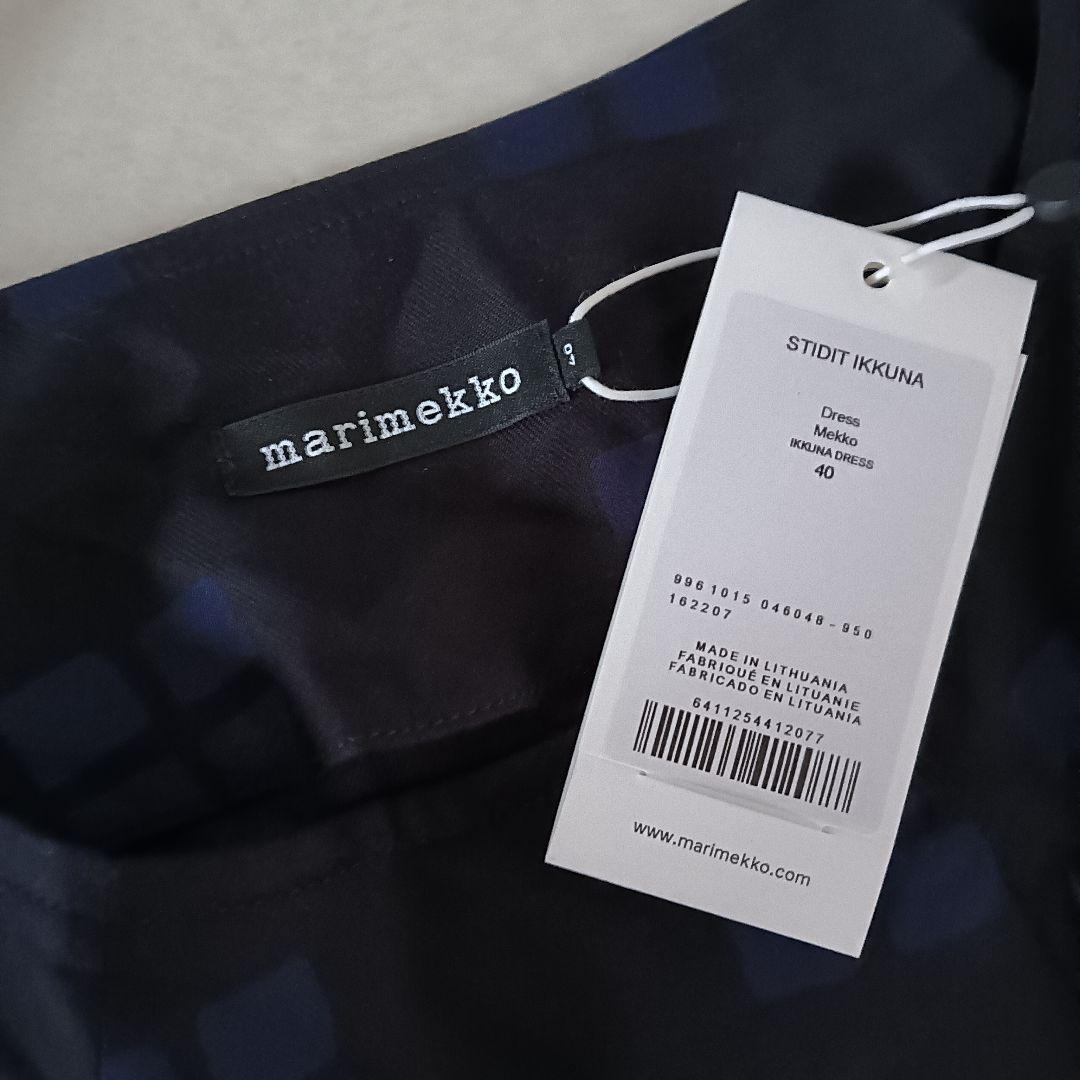 marimekko
40
STIDIT IKKUNA
Dress
Mekko
IKKUNA DRESS
40
996 1015 046048 - 950
162207
MADE IN LITHUANIA
FABRIQUÉ EN LITUANIE
FABRICADO EN LITUANIA
6411254412077
www.marimekko.com